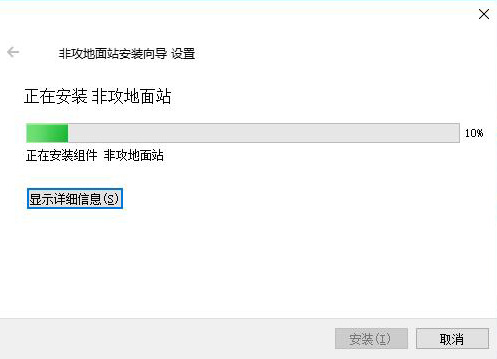 非攻地面站安装向导 设置
正在安装 非攻地面站
10%
正在安装组件 非攻地面站
显示详细信息(S)
安装(I)
取消